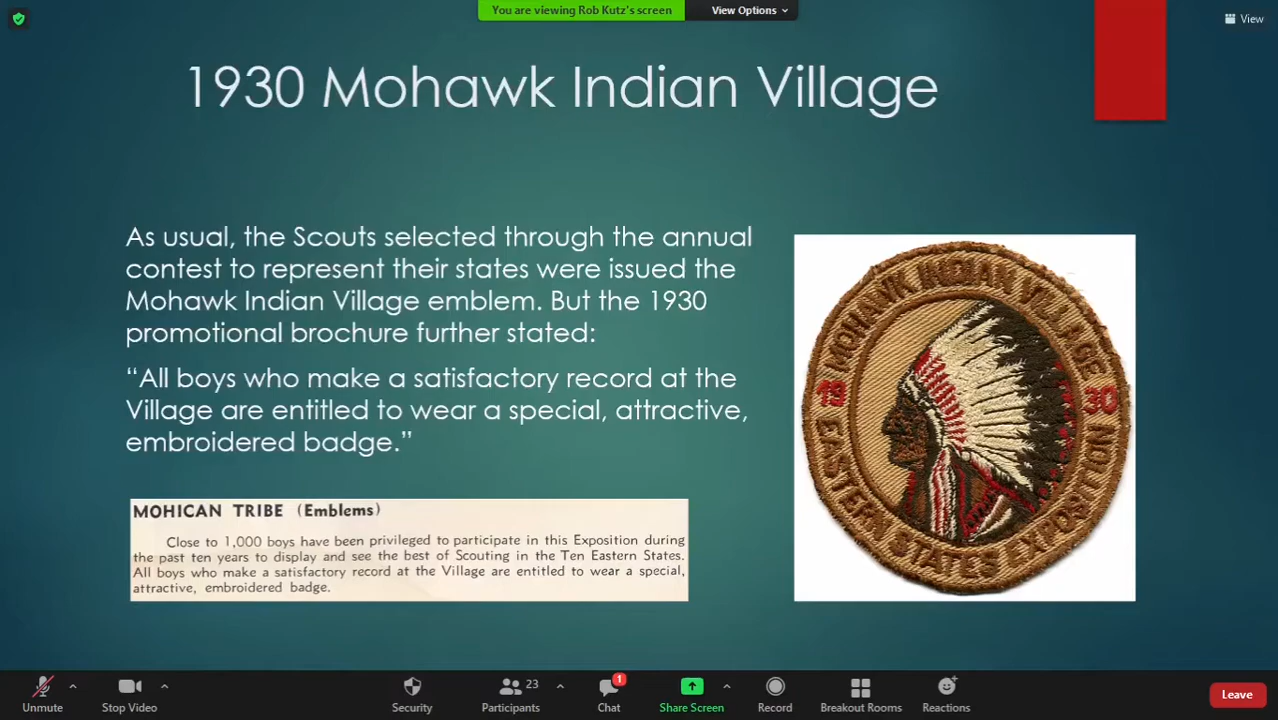 You are viewing Rob Kutz's screen
View Options
View
1930 Mohawk Indian Village
As usual, the Scouts selected through the annual
contest to represent their states were issued the
Mohawk Indian Village emblem. But the 1930
promotional brochure further stated:
“All boys who make a satisfactory record at the
Village are entitled to wear a special, attractive,
embroidered badge.”
MOHICAN TRIBE (Emblems)
Close to 1,000 boys have been privileged to participate in this Exposition during
the past ten years to display and see the best of Scouting in the Ten Eastern States.
All boys who make a satisfactory record at the Village are entitled to wear a special,
attractive, embroidered badge.
MOHAWK INDIAN VILLAGE
19 30
EASTERN STATES EXPOSITION
Unmute
Stop Video
Security
23
Participants
1
Chat
Share Screen
Record
Breakout Rooms
Reactions
Leave